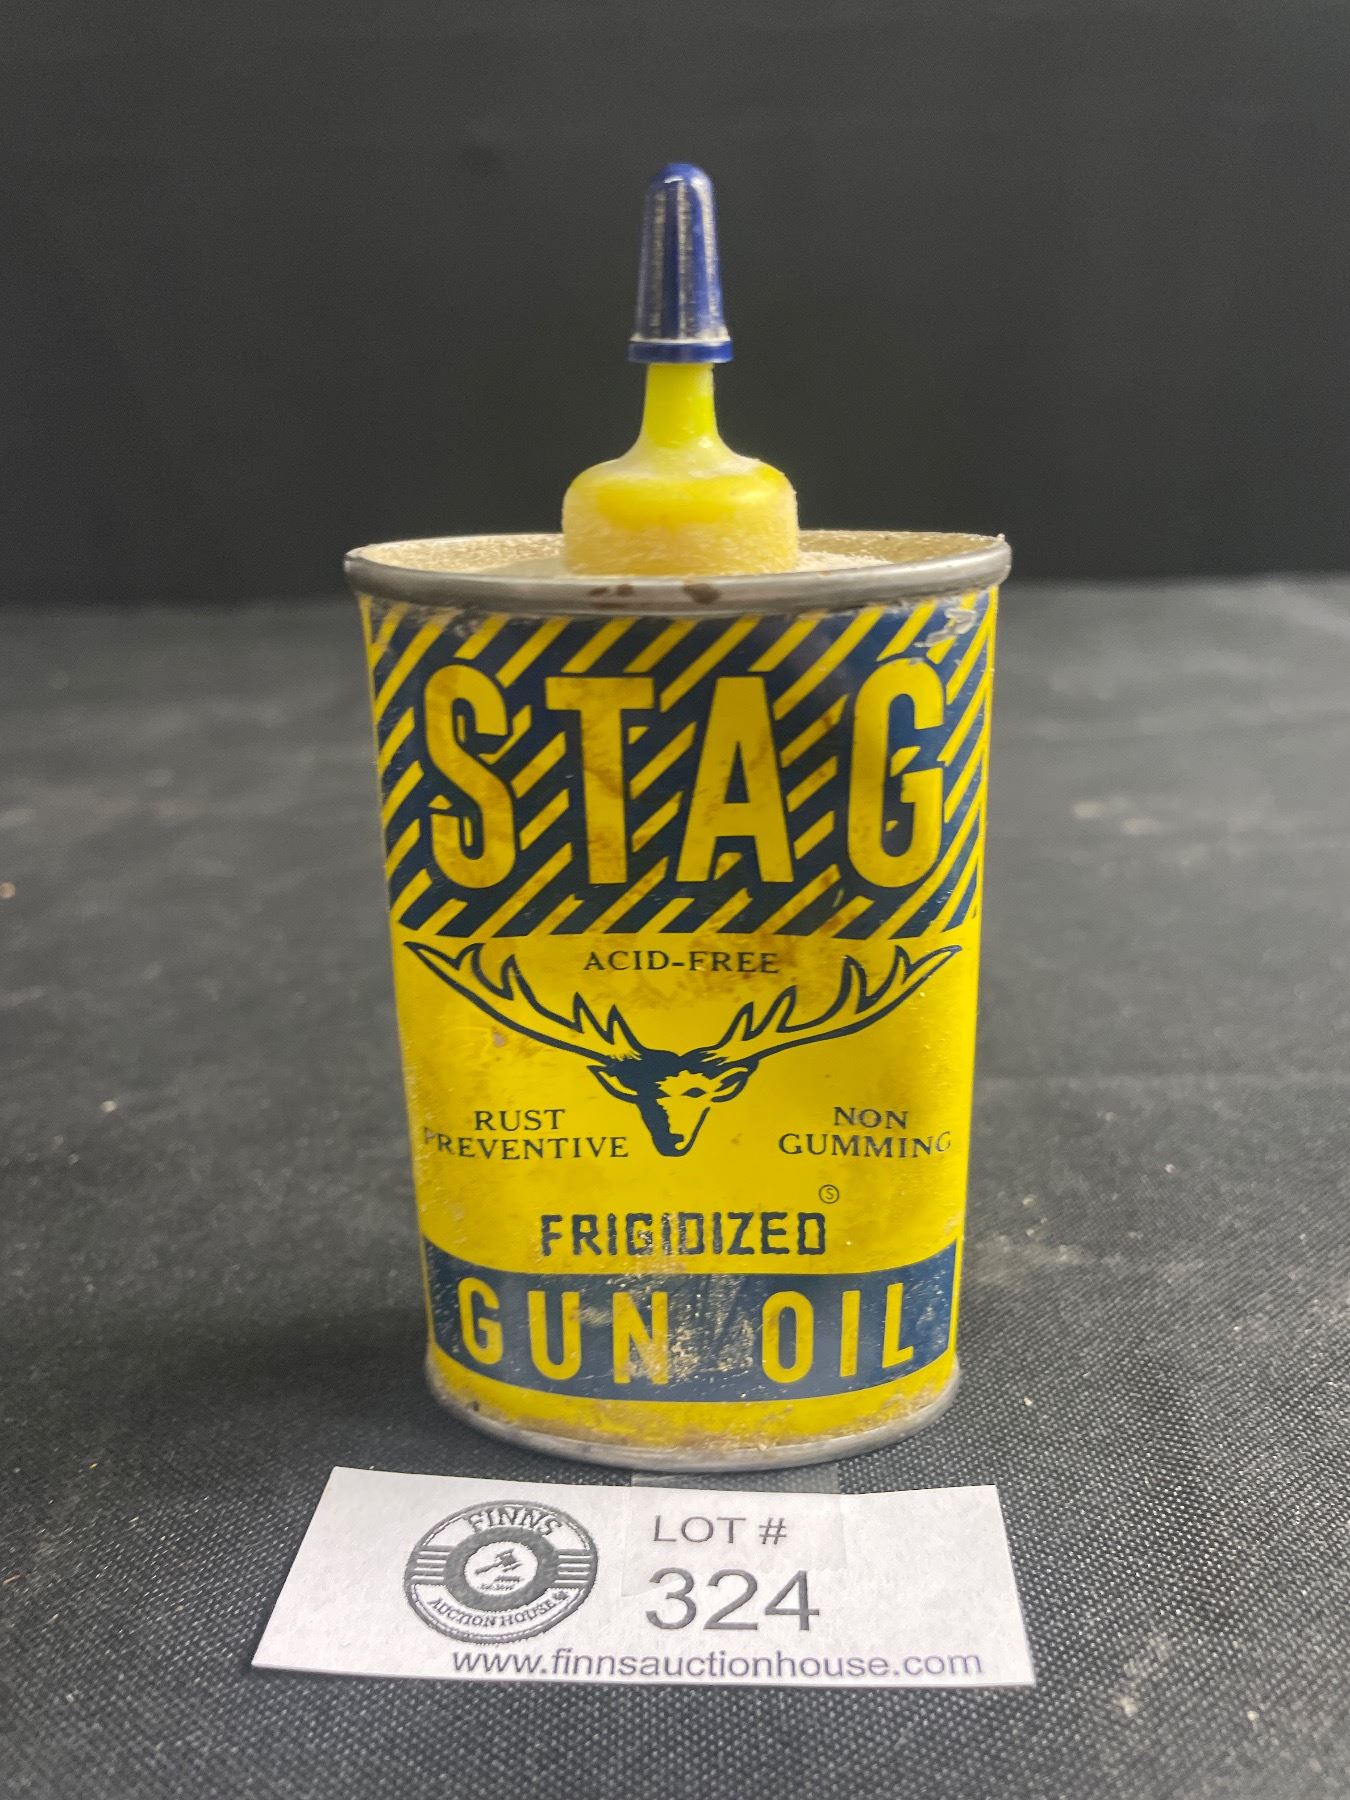 STAG
ACID-FREE
RUST
PREVENTIVE
NON
GUMMING
Ⓢ
FRIGIDIZED
GUN OIL
FINNS
AUCTION HOUSE
LOT #
324
www.finnsauctionhouse.com